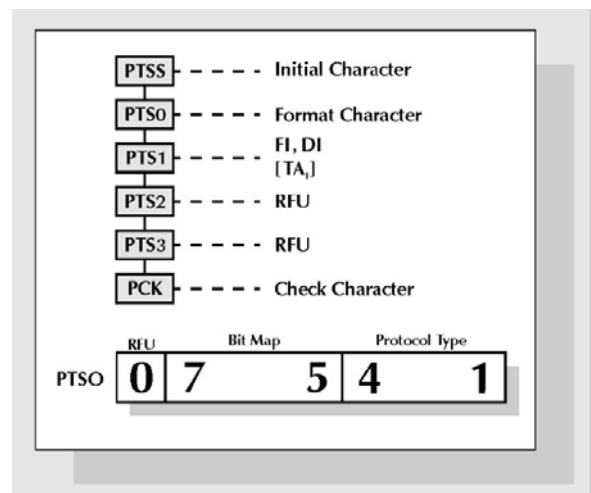 PTSS Initial Character
PTS0 Format Character
PTS1 FI, DI
[TA₁]
PTS2 RFU
PTS3 RFU
PCK Check Character
RFU Bit Map Protocol Type
PTSO 0 7 5 4 1